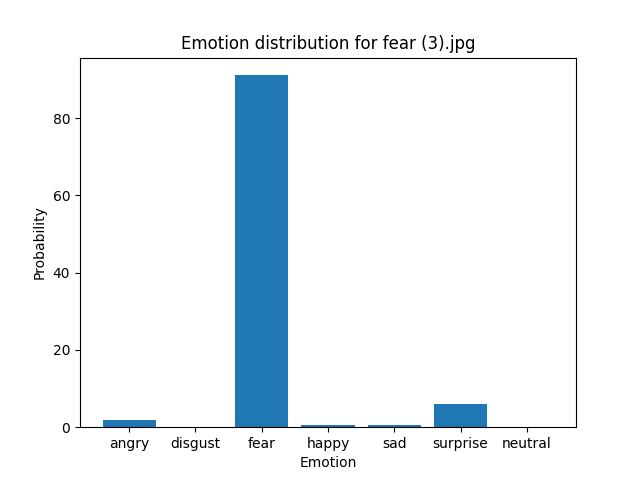 Emotion distribution for fear (3).jpg
Probability
80
60
40
20
0
angry disgust fear happy sad surprise neutral
Emotion